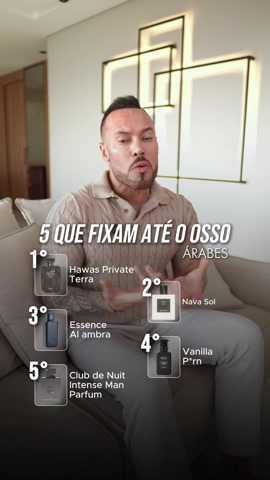 5 QUE FIXAM ATÉ O OSSO
ÁRABES
1°
Hawas Private
Terra
2°
Nava Sol
3°
Essence
Al ambra
4°
Vanilla
P*rn
5°
Club de Nuit
Intense Man
Parfum